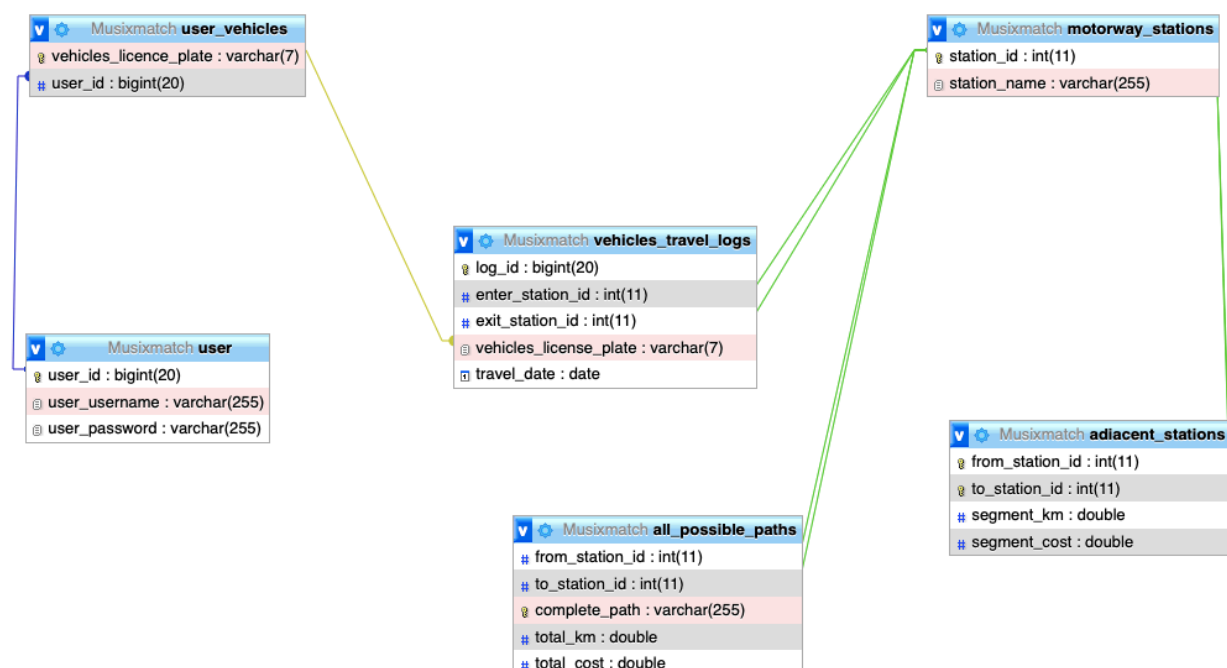 Musixmatch user_vehicles
vehicles_licence_plate : varchar(7)
user_id : bigint(20)
Musixmatch motorway_stations
station_id : int(11)
station_name : varchar(255)
Musixmatch vehicles_travel_logs
log_id : bigint(20)
enter_station_id : int(11)
exit_station_id : int(11)
vehicles_license_plate : varchar(7)
travel_date : date
Musixmatch user
user_id : bigint(20)
user_username : varchar(255)
user_password : varchar(255)
Musixmatch adiacent_stations
from_station_id : int(11)
to_station_id : int(11)
segment_km : double
segment_cost : double
Musixmatch all_possible_paths
from_station_id : int(11)
to_station_id : int(11)
complete_path : varchar(255)
total_km : double
total_cost : double